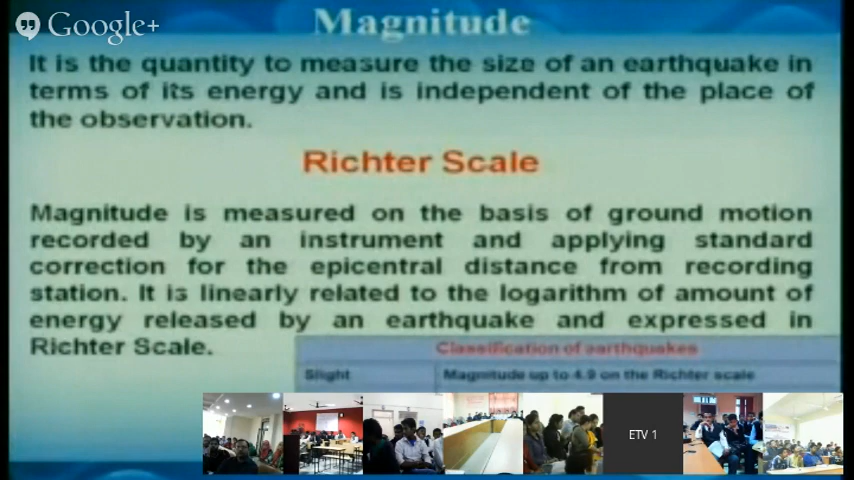 Google+
Magnitude
It is the quantity to measure the size of an earthquake in
terms of its energy and is independent of the place of
the observation.
Richter Scale
Magnitude is measured on the basis of ground motion
recorded by an instrument and applying standard
correction for the epicentral distance from recording
station. It is linearly related to the logarithm of amount of
energy released by an earthquake and expressed in
Richter Scale.
Classification of earthquakes
Slight Magnitude up to 4.9 on the Richter scale
ETV 1